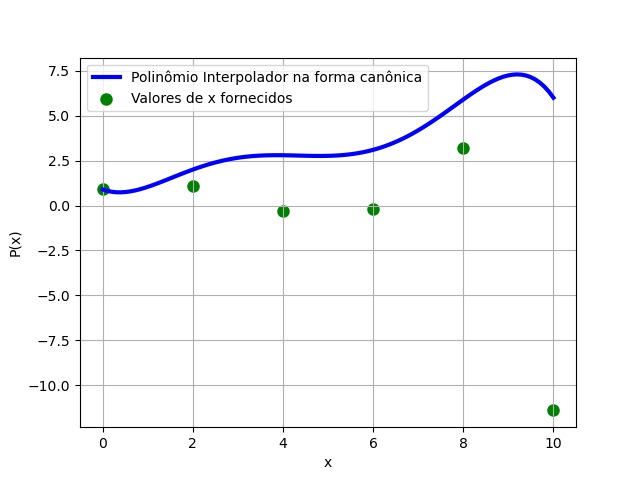 Polinômio Interpolador na forma canônica
Valores de x fornecidos
7.5
5.0
2.5
0.0
−2.5
−5.0
−7.5
−10.0
P(x)
0 2 4 6 8 10
x